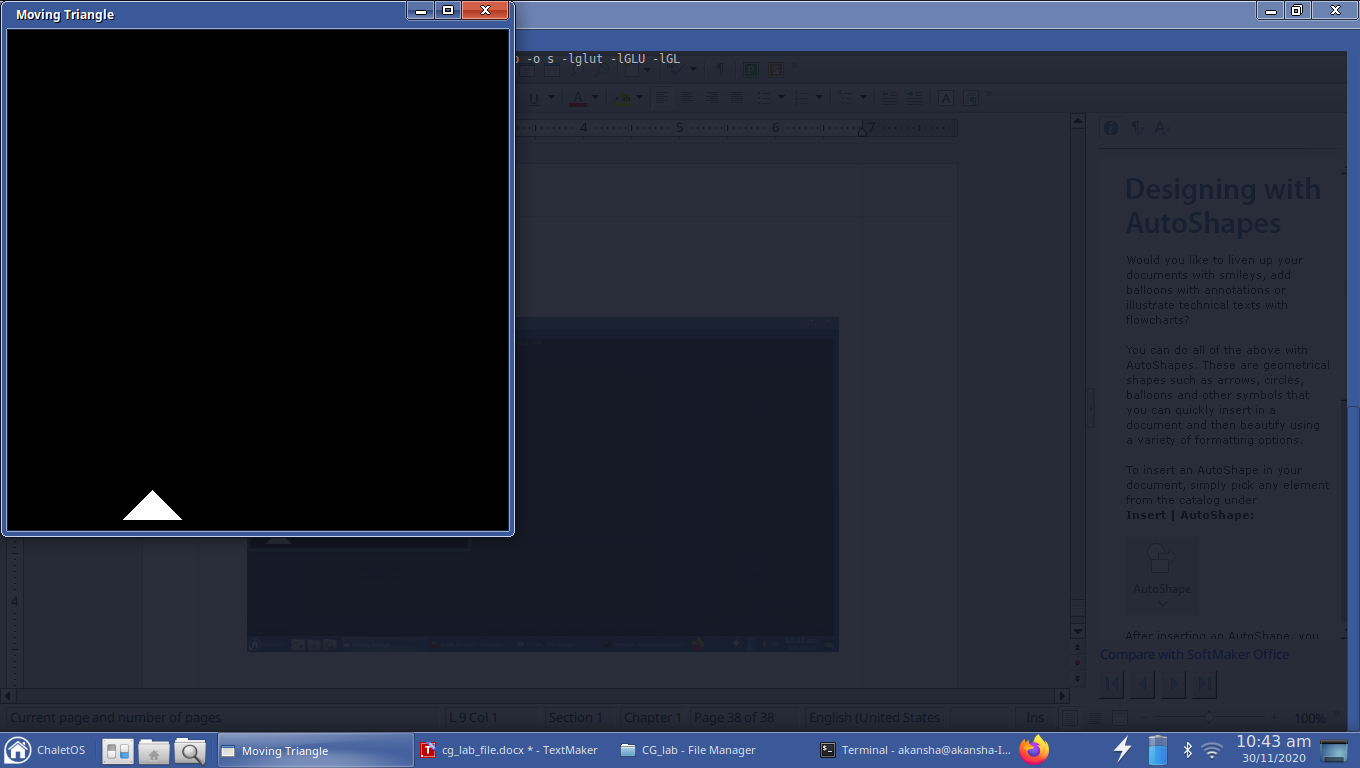 Moving Triangle
-o s -lglut -lGLU -lGL
U
A
ab
A
4
5
6
7
Designing with
AutoShapes
Would you like to liven up your
documents with smileys, add
balloons with annotations or
illustrate technical texts with
flowcharts?
You can do all of the above with
AutoShapes. These are geometrical
shapes such as arrows, circles,
balloons and other symbols that
you can quickly insert in a
document and then beautify using
a variety of formatting options.
To insert an AutoShape in your
document, simply pick any element
from the catalog under
Insert | AutoShape:
AutoShape
After inserting an AutoShape, you
4
Compare with SoftMaker Office
Current page and number of pages
L 9 Col 1
Section 1
Chapter 1
Page 38 of 38
English (United States
Ins
100%
ChaletOS
Moving Triangle
cg_lab_file.docx * - TextMaker
CG_lab - File Manager
Terminal - akansha@akansha-I...
10:43 am
30/11/2020